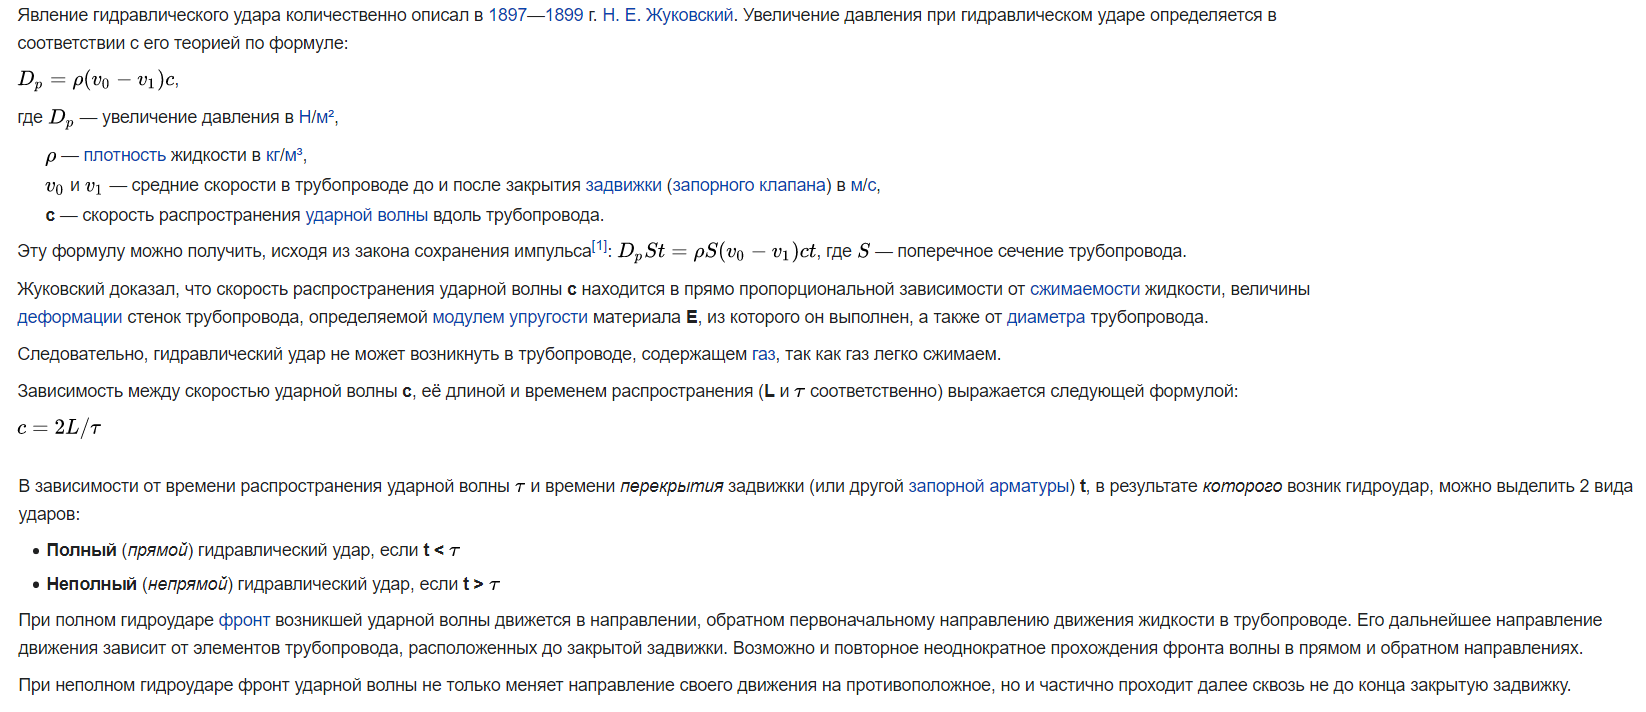 Явление гидравлического удара количественно описал в 1897—1899 г. Н. Е. Жуковский. Увеличение давления при гидравлическом ударе определяется в
соответствии с его теорией по формуле:
D_p = ρ(v_0 − v_1)c,
где D_p — увеличение давления в Н/м²,
ρ — плотность жидкости в кг/м³,
v_0 и v_1 — средние скорости в трубопроводе до и после закрытия задвижки (запорного клапана) в м/с,
с — скорость распространения ударной волны вдоль трубопровода.
Эту формулу можно получить, исходя из закона сохранения импульса[1]: D_pSt = ρS(v_0 − v_1)ct, где S — поперечное сечение трубопровода.
Жуковский доказал, что скорость распространения ударной волны c находится в прямо пропорциональной зависимости от сжимаемости жидкости, величины
деформации стенок трубопровода, определяемой модулем упругости материала E, из которого он выполнен, а также от диаметра трубопровода.
Следовательно, гидравлический удар не может возникнуть в трубопроводе, содержащем газ, так как газ легко сжимаем.
Зависимость между скоростью ударной волны c, её длиной и временем распространения (L и τ соответственно) выражается следующей формулой:
c = 2L/τ
В зависимости от времени распространения ударной волны τ и времени перекрытия задвижки (или другой запорной арматуры) t, в результате которого возник гидроудар, можно выделить 2 вида
ударов:
• Полный (прямой) гидравлический удар, если t < τ
• Неполный (непрямой) гидравлический удар, если t > τ
При полном гидроударе фронт возникшей ударной волны движется в направлении, обратном первоначальному направлению движения жидкости в трубопроводе. Его дальнейшее направление
движения зависит от элементов трубопровода, расположенных до закрытой задвижки. Возможно и повторное неоднократное прохождения фронта волны в прямом и обратном направлениях.
При неполном гидроударе фронт ударной волны не только меняет направление своего движения на противоположное, но и частично проходит далее сквозь не до конца закрытую задвижку.